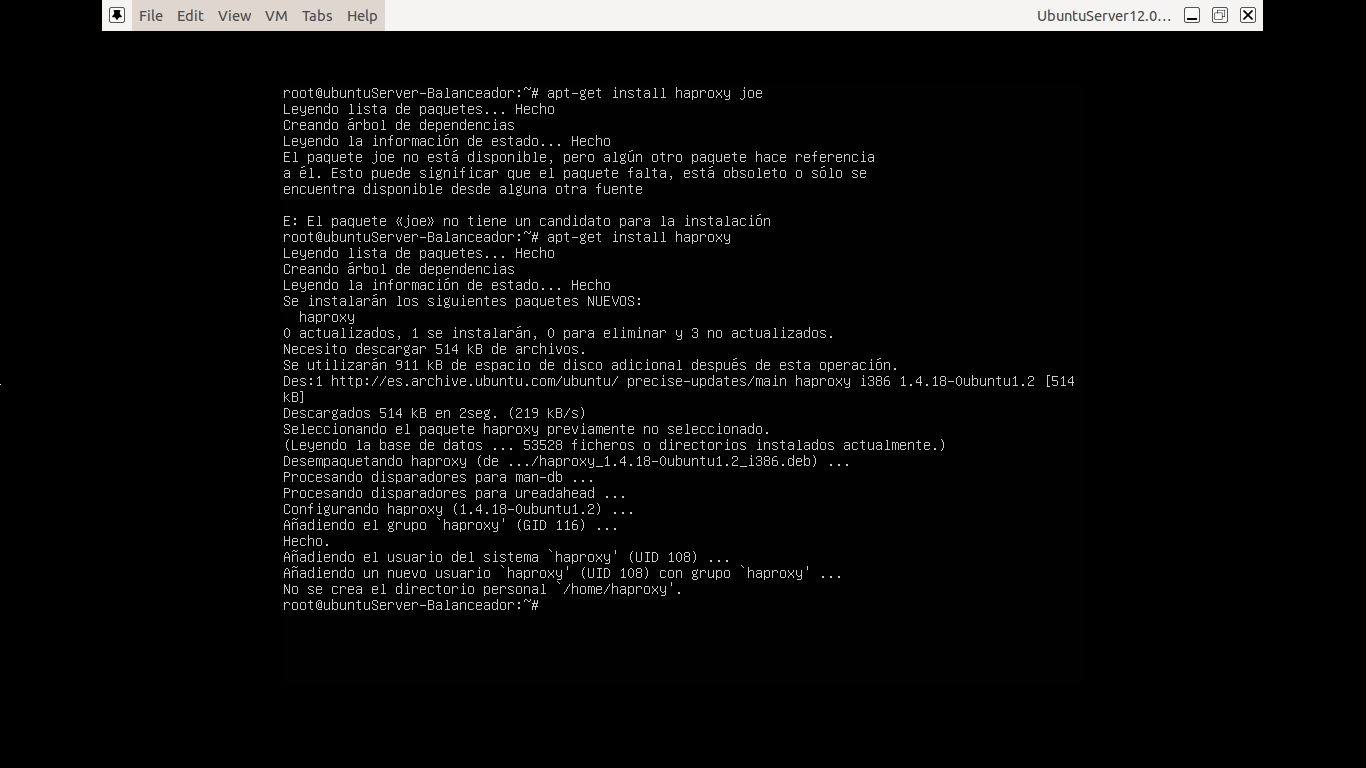 File Edit View VM Tabs Help UbuntuServer12.0...
root@ubuntuServer-Balanceador:~# apt-get install haproxy joe
Leyendo lista de paquetes... Hecho
Creando árbol de dependencias
Leyendo la información de estado... Hecho
El paquete joe no está disponible, pero algún otro paquete hace referencia
a él. Esto puede significar que el paquete falta, está obsoleto o sólo se
encuentra disponible desde alguna otra fuente
E: El paquete «joe» no tiene un candidato para la instalación
root@ubuntuServer-Balanceador:~# apt-get install haproxy
Leyendo lista de paquetes... Hecho
Creando árbol de dependencias
Leyendo la información de estado... Hecho
Se instalarán los siguientes paquetes NUEVOS:
haproxy
0 actualizados, 1 se instalarán, 0 para eliminar y 3 no actualizados.
Necesito descargar 514 kB de archivos.
Se utilizarán 911 kB de espacio de disco adicional después de esta operación.
Des:1 http://es.archive.ubuntu.com/ubuntu/ precise-updates/main haproxy i386 1.4.18-0ubuntu1.2 [514
kB]
Descargados 514 kB en 2seg. (219 kB/s)
Seleccionando el paquete haproxy previamente no seleccionado.
(Leyendo la base de datos ... 53528 ficheros o directorios instalados actualmente.)
Desempaquetando haproxy (de .../haproxy_1.4.18-0ubuntu1.2_i386.deb) ...
Procesando disparadores para man-db ...
Procesando disparadores para ureadahead ...
Configurando haproxy (1.4.18-0ubuntu1.2) ...
Añadiendo el grupo `haproxy' (GID 116) ...
Hecho.
Añadiendo el usuario del sistema `haproxy' (UID 108) ...
Añadiendo un nuevo usuario `haproxy' (UID 108) con grupo `haproxy' ...
No se crea el directorio personal `/home/haproxy'.
root@ubuntuServer-Balanceador:~#